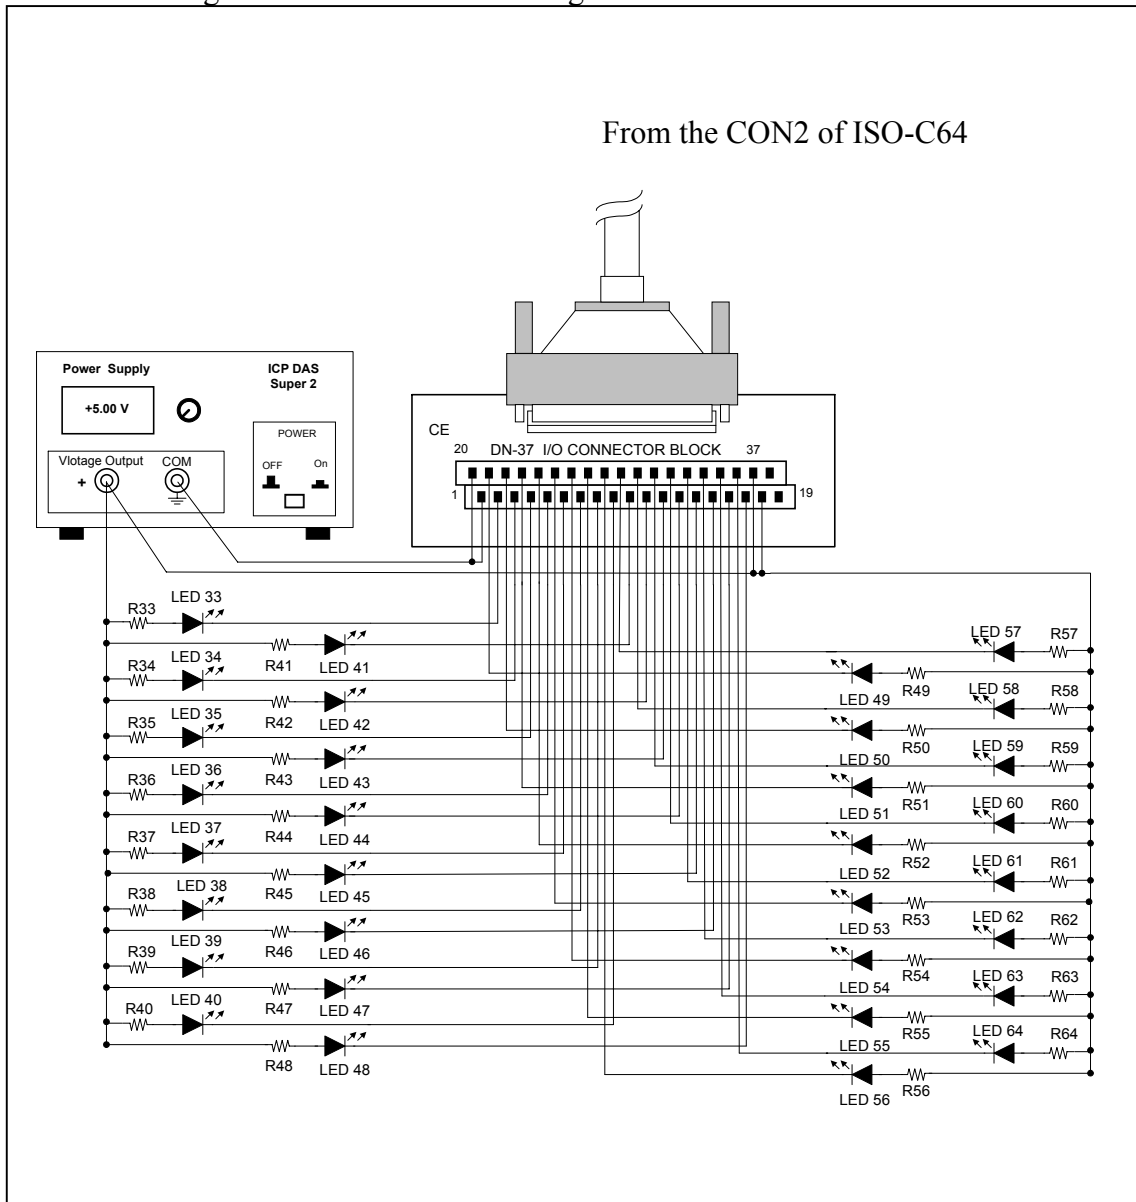 From the CON2 of ISO-C64
Power Supply
ICP DAS
Super 2
+5.00 V
POWER
OFF
On
Vlotage Output
COM
+
CE
20 DN-37 I/O CONNECTOR BLOCK 37
1
19
R33
LED 33
R41
LED 41
R34
LED 34
R42
LED 42
R35
LED 35
R43
LED 43
R36
LED 36
R44
LED 44
R37
LED 37
R45
LED 45
R38
LED 38
R46
LED 46
R39
LED 39
R47
LED 47
R40
LED 40
R48
LED 48
LED 57
R57
LED 49
R49
LED 58
R58
LED 50
R50
LED 59
R59
LED 51
R51
LED 60
R60
LED 52
R52
LED 61
R61
LED 53
R53
LED 62
R62
LED 54
R54
LED 63
R63
LED 55
R55
LED 64
R64
LED 56
R56